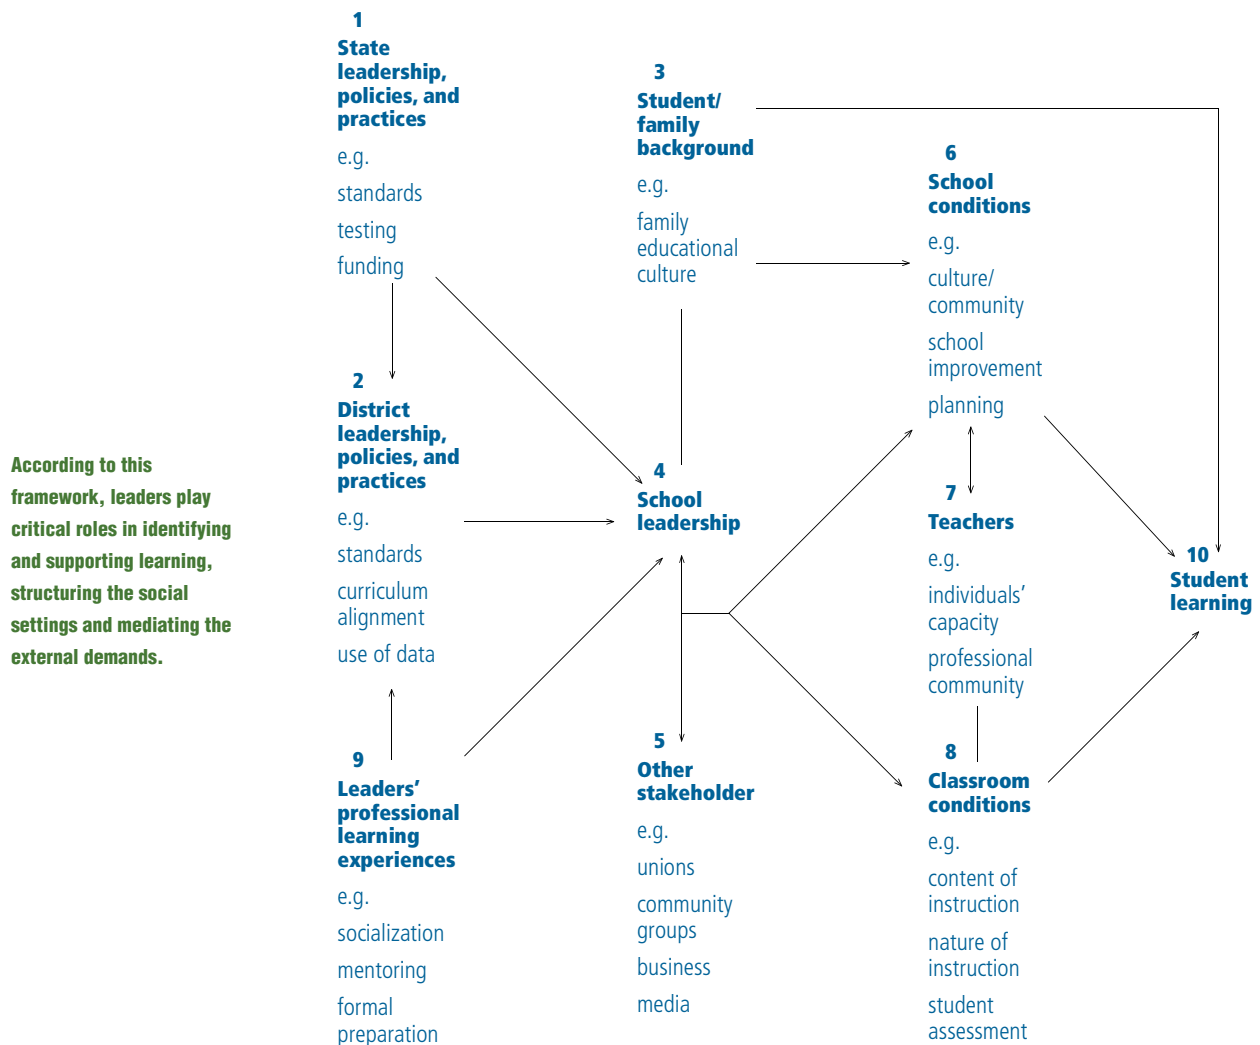 According to this
framework, leaders play
critical roles in identifying
and supporting learning,
structuring the social
settings and mediating the
external demands.
1
State
leadership,
policies, and
practices
e.g.
standards
testing
funding
2
District
leadership,
policies, and
practices
e.g.
standards
curriculum
alignment
use of data
9
Leaders’
professional
learning
experiences
e.g.
socialization
mentoring
formal
preparation
3
Student/
family
background
e.g.
family
educational
culture
4
School
leadership
5
Other
stakeholder
e.g.
unions
community
groups
business
media
6
School
conditions
e.g.
culture/
community
school
improvement
planning
7
Teachers
e.g.
individuals’
capacity
professional
community
8
Classroom
conditions
e.g.
content of
instruction
nature of
instruction
student
assessment
10
Student
learning